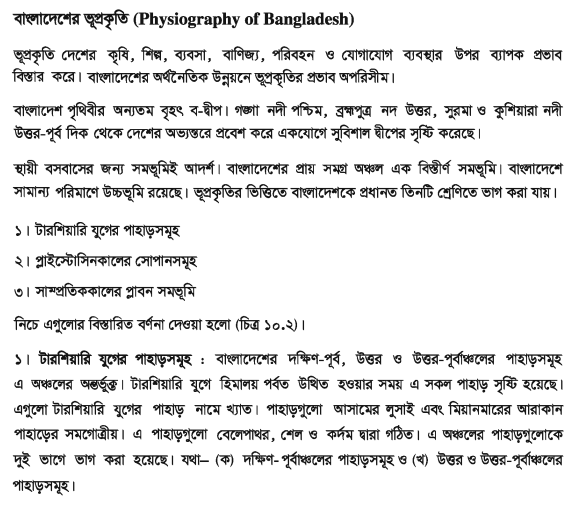 বাংলাদেশের ভূপ্রকৃতি (Physiography of Bangladesh)
ভূপ্রকৃতি দেশের কৃষি, শিল্প, ব্যবসা, বাণিজ্য, পরিবহন ও যোগাযোগ ব্যবস্থার উপর ব্যাপক প্রভাব
বিস্তার করে। বাংলাদেশের অর্থনৈতিক উন্নয়নে ভূপ্রকৃতির প্রভাব অপরিসীম।
বাংলাদেশ পৃথিবীর অন্যতম বৃহৎ ব-দ্বীপ। গঙ্গা নদী পশ্চিম, ব্রহ্মপুত্র নদ উত্তর, সুরমা ও কুশিয়ারা নদী
উত্তর-পূর্ব দিক থেকে দেশের অভ্যন্তরে প্রবেশ করে একযোগে সুবিশাল দ্বীপের সৃষ্টি করেছে।
স্থায়ী বসবাসের জন্য সমভূমিই আদর্শ। বাংলাদেশের প্রায় সমগ্র অঞ্চল এক বিস্তীর্ণ সমভূমি। বাংলাদেশে
সামান্য পরিমাণে উচ্চভূমি রয়েছে। ভূপ্রকৃতির ভিত্তিতে বাংলাদেশকে প্রধানত তিনটি শ্রেণিতে ভাগ করা যায়।
১। টারশিয়ারি যুগের পাহাড়সমূহ
২। প্লাইস্টোসিনকালের সোপানসমূহ
৩। সাম্প্রতিককালের প্লাবন সমভূমি
নিচে এগুলোর বিস্তারিত বর্ণনা দেওয়া হলো (চিত্র ১০.২)।
১। টারশিয়ারি যুগের পাহাড়সমূহ : বাংলাদেশের দক্ষিণ-পূর্ব, উত্তর ও উত্তর-পূর্বাঞ্চলের পাহাড়সমূহ
এ অঞ্চলের অন্তর্ভুক্ত। টারশিয়ারি যুগে হিমালয় পর্বত উত্থিত হওয়ার সময় এ সকল পাহাড় সৃষ্টি হয়েছে।
এগুলো টারশিয়ারি যুগের পাহাড় নামে খ্যাত। পাহাড়গুলো আসামের লুসাই এবং মিয়ানমারের আরাকান
পাহাড়ের সমগোত্রীয়। এ পাহাড়গুলো বেলেপাথর, শেল ও কর্দম দ্বারা গঠিত। এ অঞ্চলের পাহাড়গুলোকে
দুই ভাগে ভাগ করা হয়েছে। যথা– (ক) দক্ষিণ-পূর্বাঞ্চলের পাহাড়সমূহ ও (খ) উত্তর ও উত্তর-পূর্বাঞ্চলের
পাহাড়সমূহ।